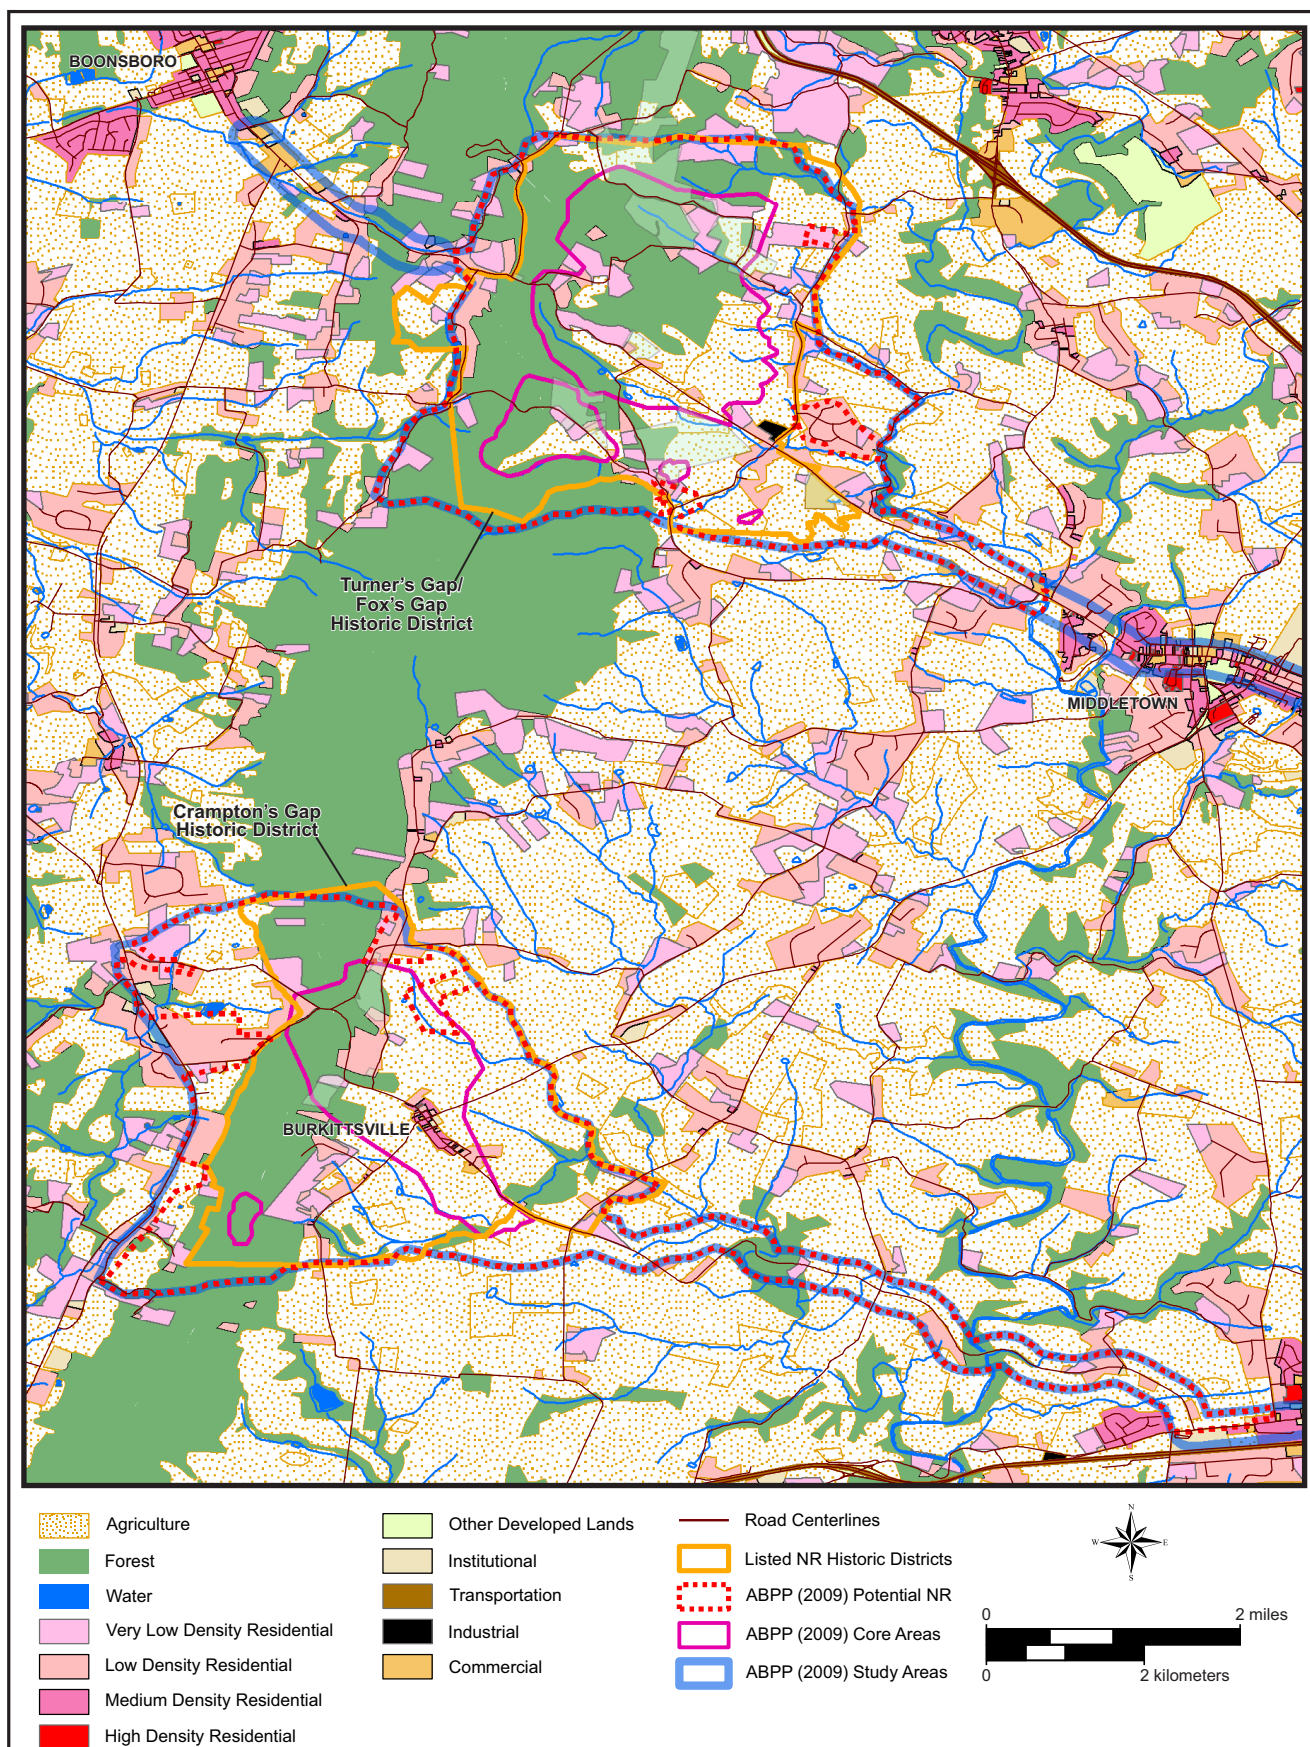 BOONSBORO
Turner's Gap/
Fox's Gap
Historic District
MIDDLETOWN
Crampton's Gap
Historic District
BURKITTSVILLE
Agriculture
Forest
Water
Very Low Density Residential
Low Density Residential
Medium Density Residential
High Density Residential
Other Developed Lands
Institutional
Transportation
Industrial
Commercial
Road Centerlines
Listed NR Historic Districts
ABPP (2009) Potential NR
ABPP (2009) Core Areas
ABPP (2009) Study Areas
N
W E
S
0 2 miles
0 2 kilometers